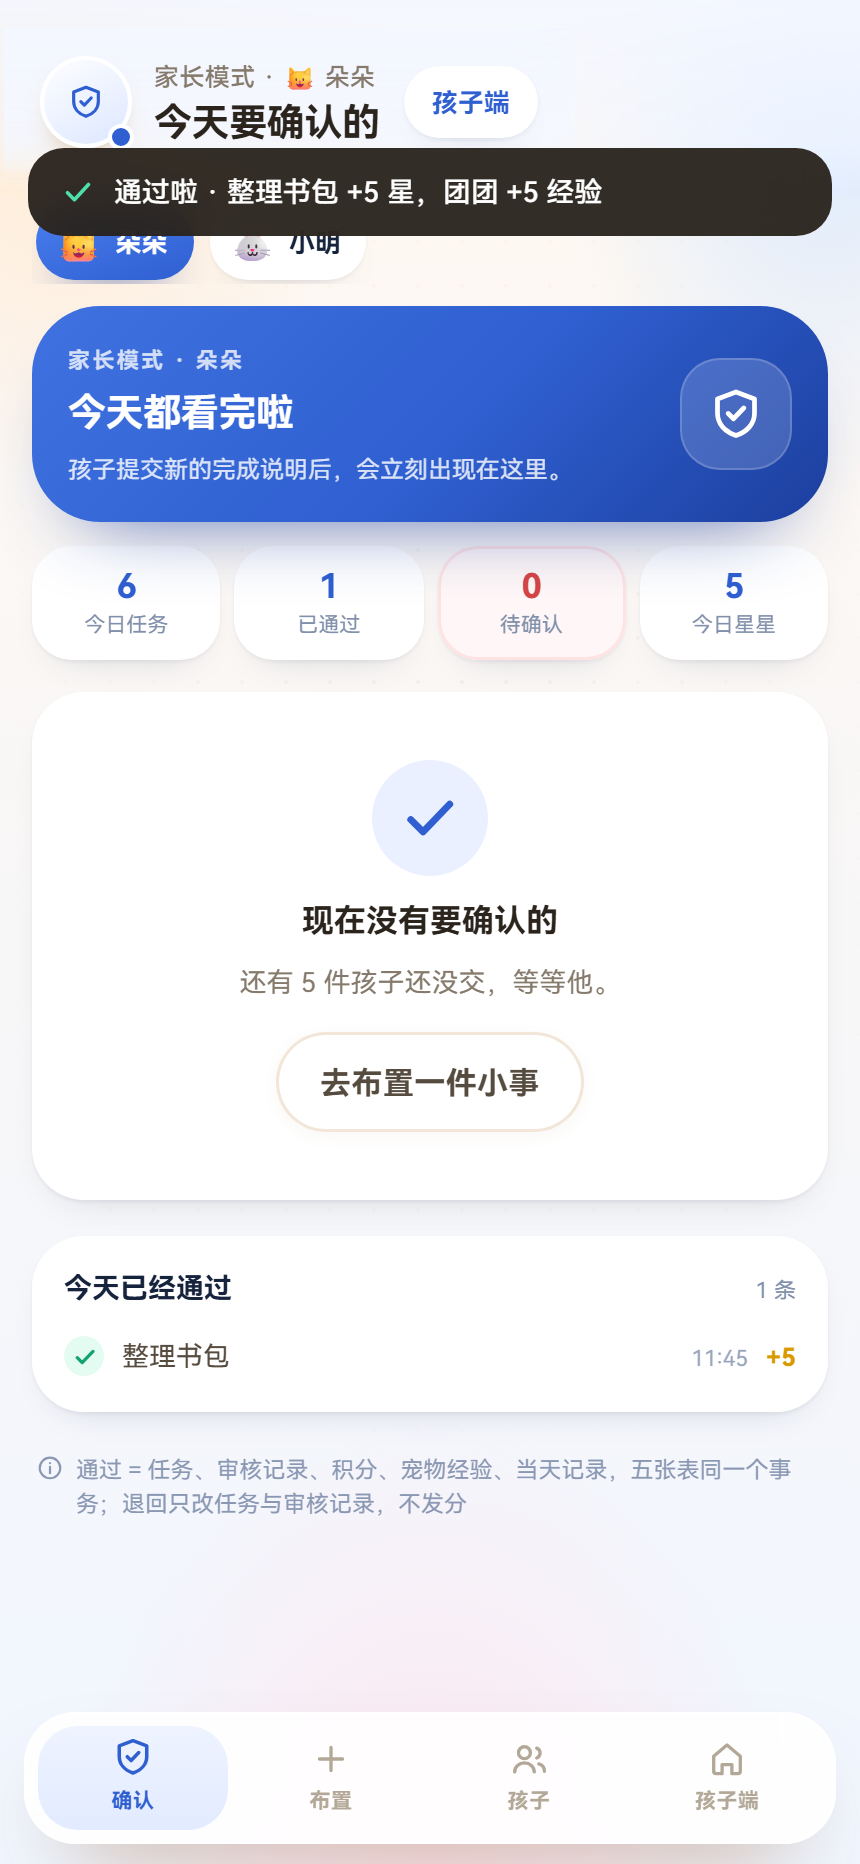 家长模式 · 🐱 朵朵
今天要确认的
孩子端
通过啦 · 整理书包 +5 星，团团 +5 经验
朵朵
小明
家长模式 · 朵朵
今天都看完啦
孩子提交新的完成说明后，会立刻出现在这里。
6
今日任务
1
已通过
0
待确认
5
今日星星
现在没有要确认的
还有 5 件孩子还没交，等等他。
去布置一件小事
今天已经通过
1 条
整理书包
11:45
+5
通过 = 任务、审核记录、积分、宠物经验、当天记录，五张表同一个事
务；退回只改任务与审核记录，不发分
确认
布置
孩子
孩子端